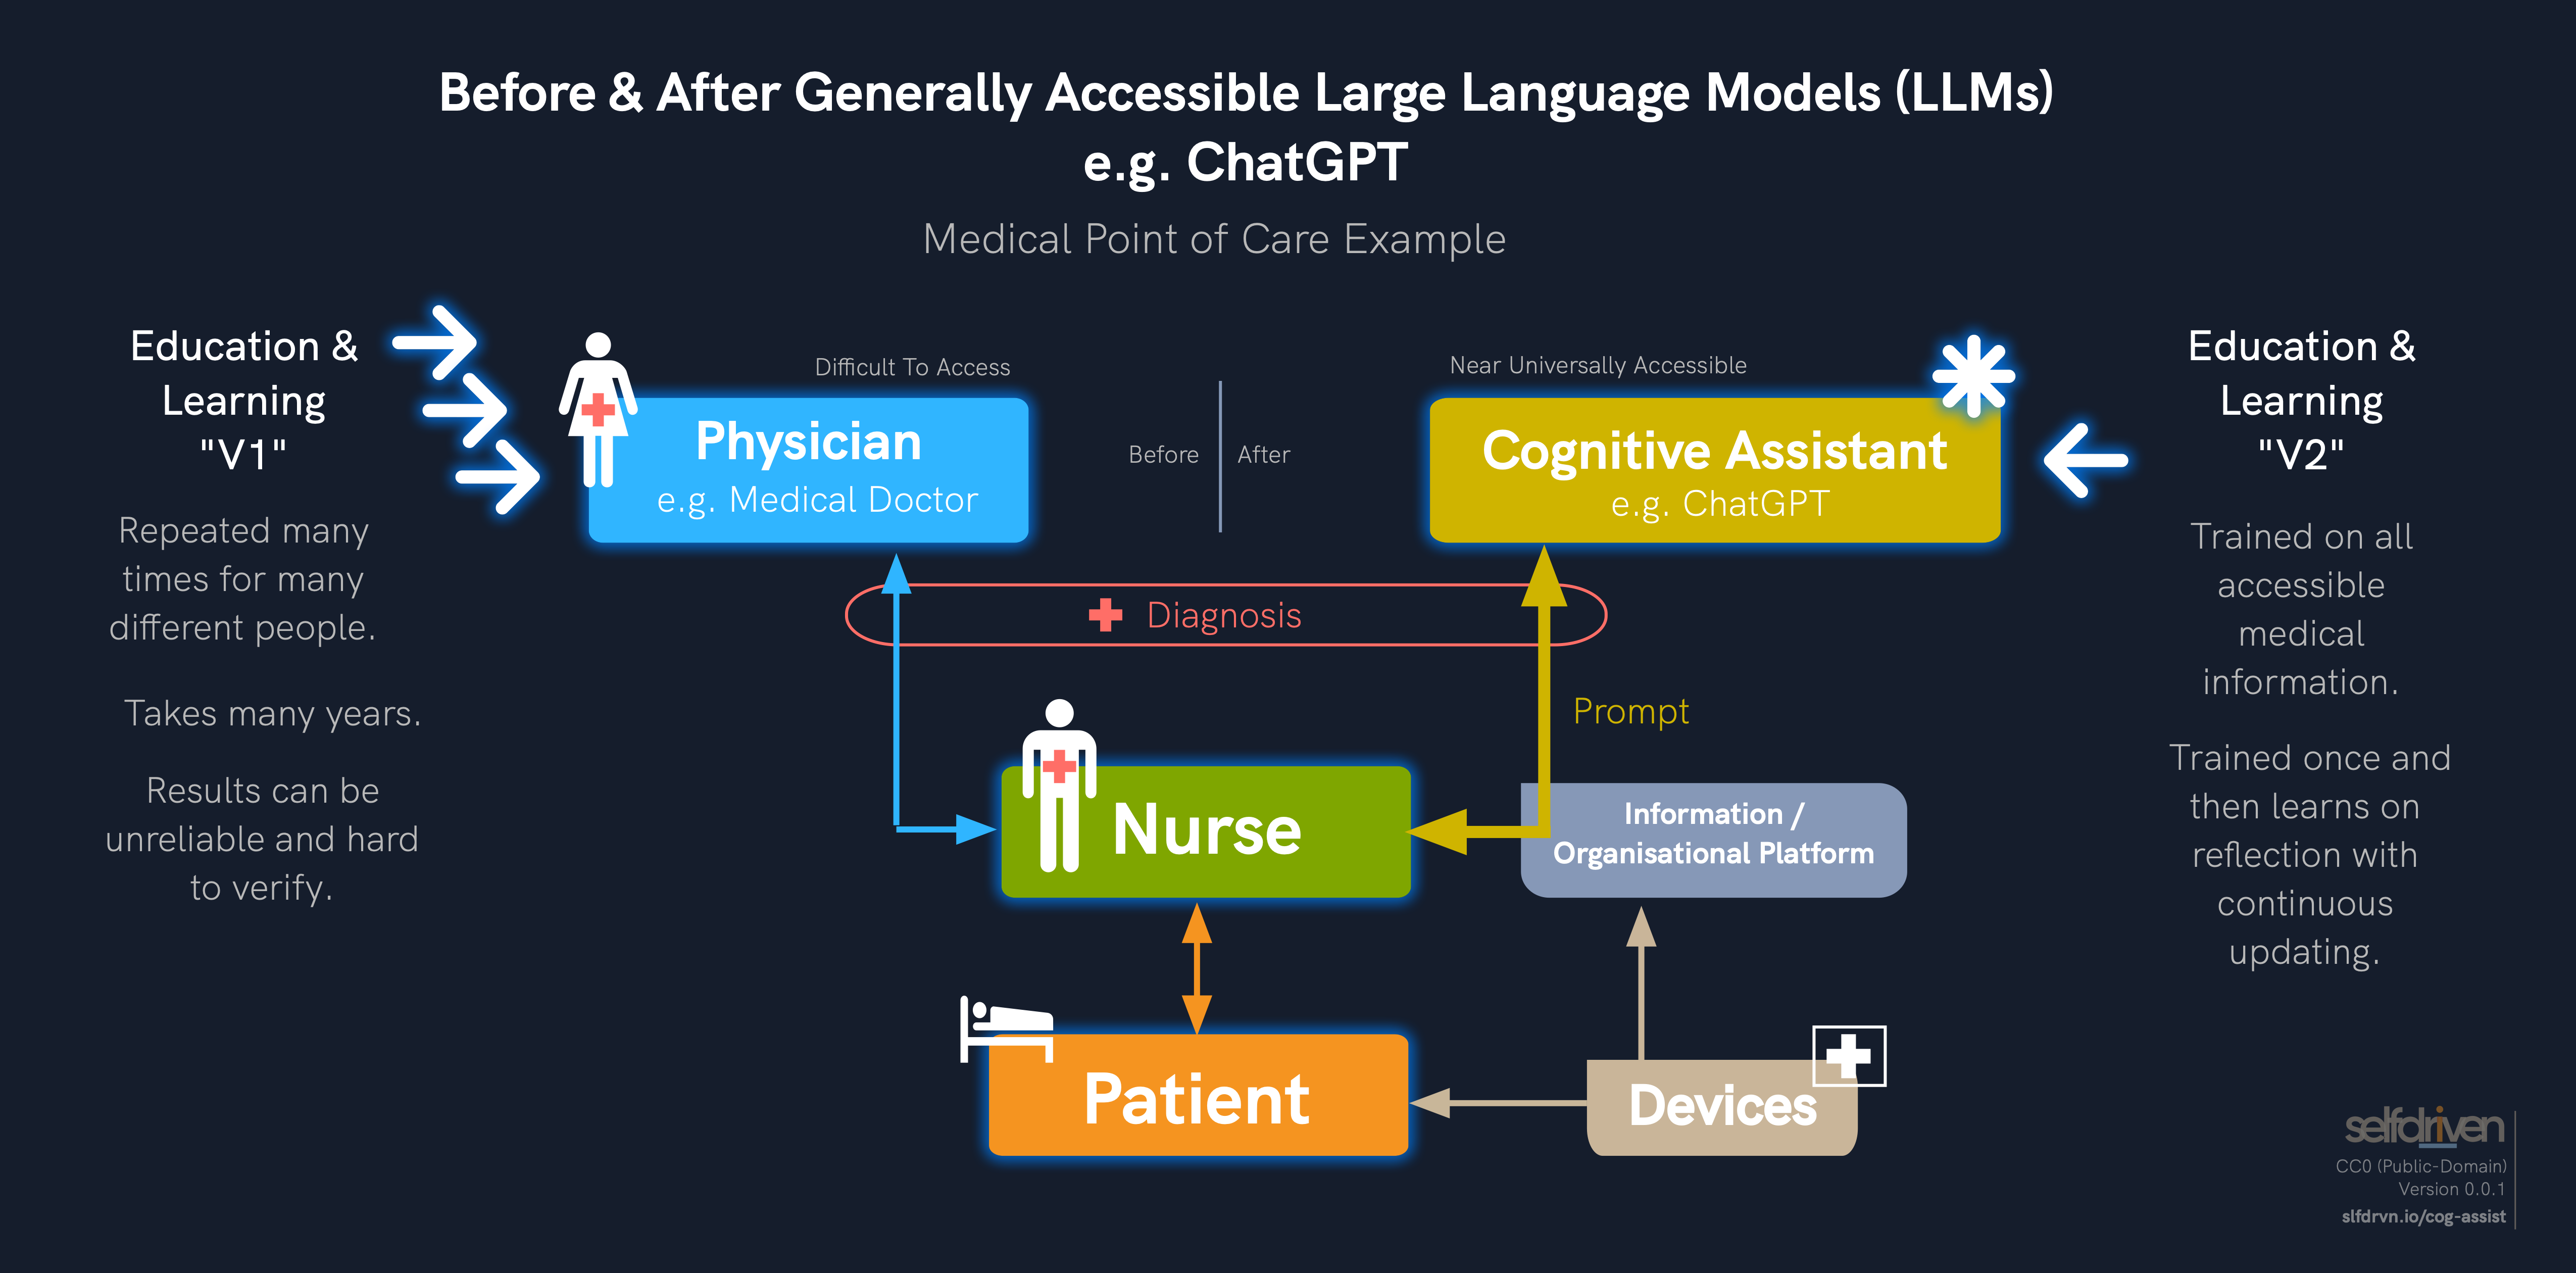 Before & After Generally Accessible Large Language Models (LLMs)
e.g. ChatGPT
Medical Point of Care Example
Education &
Learning
"V1"
Repeated many
times for many
different people.
Takes many years.
Results can be
unreliable and hard
to verify.
Difficult To Access
Physician
e.g. Medical Doctor
Before
After
Near Universally Accessible
Cognitive Assistant
e.g. ChatGPT
Education &
Learning
"V2"
Trained on all
accessible
medical
information.
Trained once and
then learns on
reflection with
continuous
updating.
Diagnosis
Prompt
Nurse
Information /
Organisational Platform
Patient
Devices
selfdriven
CC0 (Public-Domain)
Version 0.0.1
slfdrvn.io/cog-assist